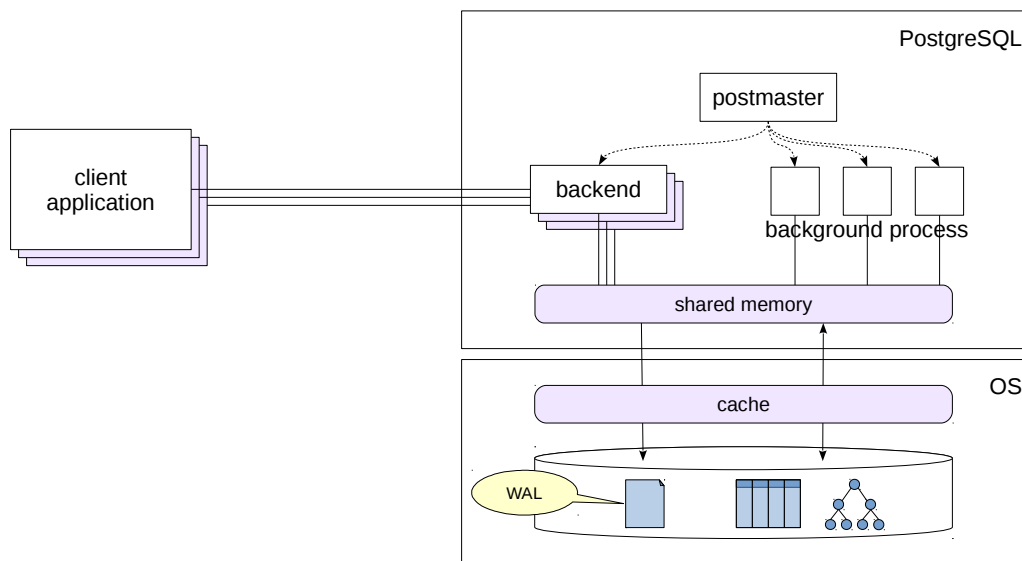 PostgreSQL
postmaster
client
application
backend
background process
shared memory
OS
cache
WAL